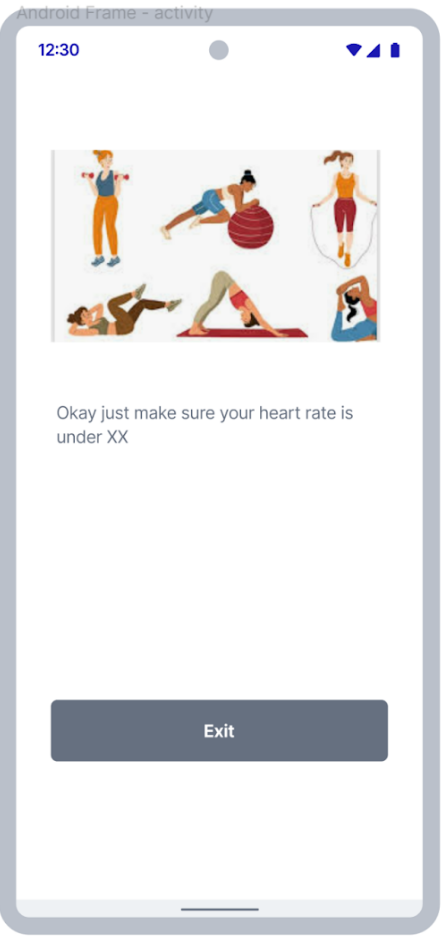 Android Frame - activity
12:30
Okay just make sure your heart rate is
under XX
Exit